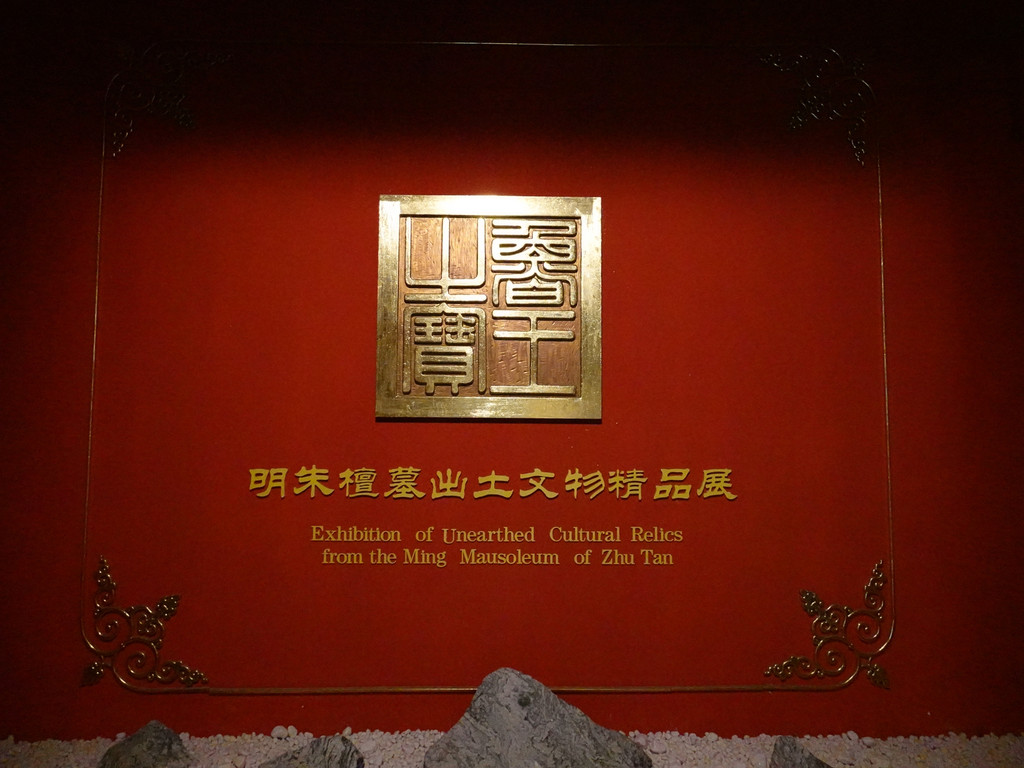 魯王之寶
明朱檀墓出土文物精品展
Exhibition of Unearthed Cultural Relics
from the Ming Mausoleum of Zhu Tan